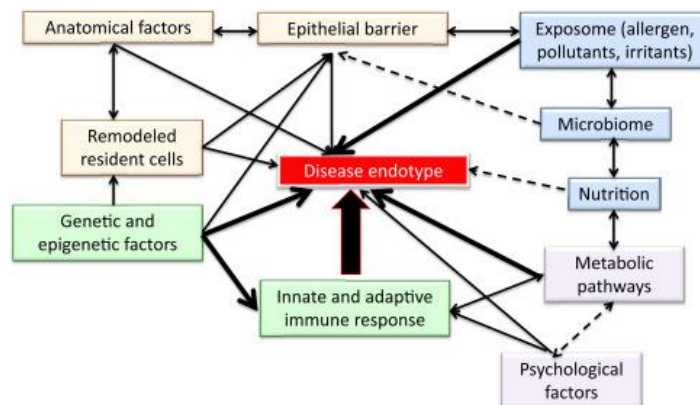 Anatomical factors
Epithelial barrier
Exposome (allergen,
pollutants, irritants)
Remodeled
resident cells
Microbiome
Disease endotype
Nutrition
Genetic and
epigenetic factors
Innate and adaptive
immune response
Metabolic
pathways
Psychological
factors